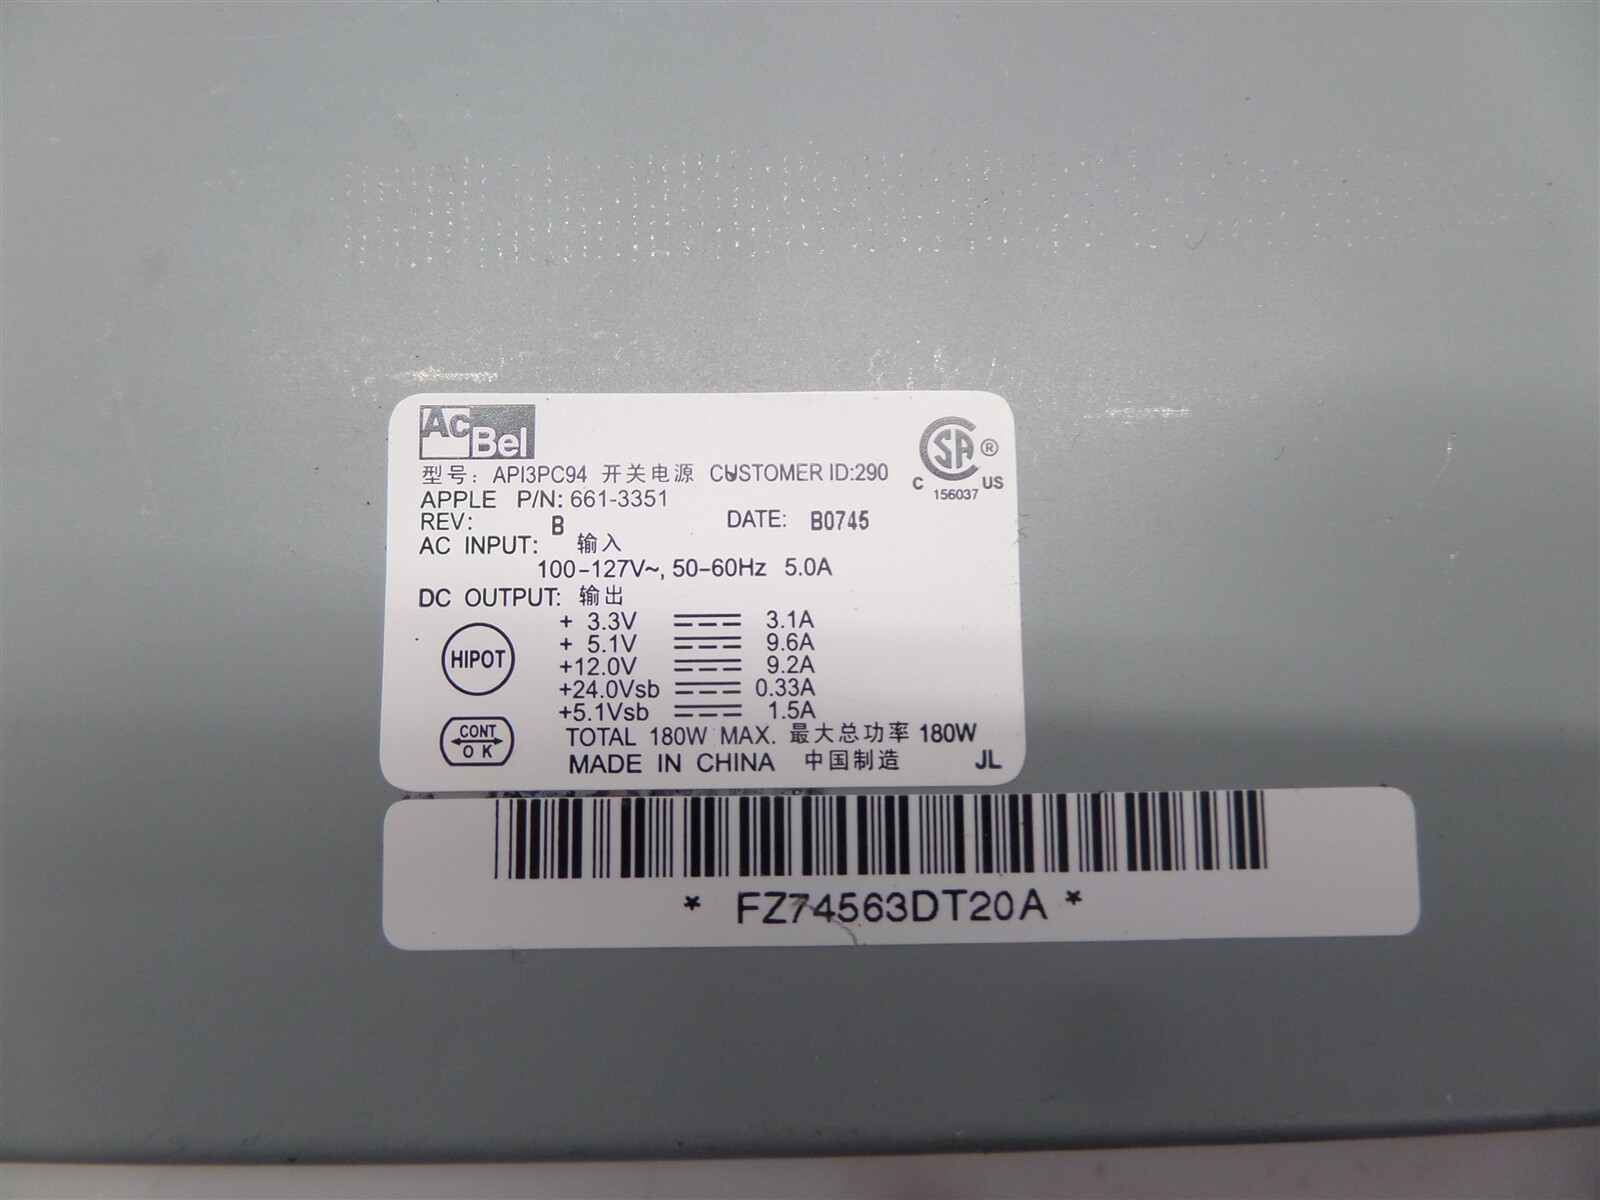 AcBel
型号: API3PC94 开关电源 CUSTOMER ID:290
APPLE P/N: 661-3351
REV: B DATE: B0745
AC INPUT: 输入
100-127V~, 50-60Hz 5.0A
DC OUTPUT: 输出
+ 3.3V 3.1A
+ 5.1V 9.6A
+12.0V 9.2A
+24.0Vsb 0.33A
+5.1Vsb 1.5A
TOTAL 180W MAX. 最大总功率 180W
MADE IN CHINA 中国制造 JL
HIPOT
CONT
OK
SA ®
C 156037 US
* FZ74563DT20A *